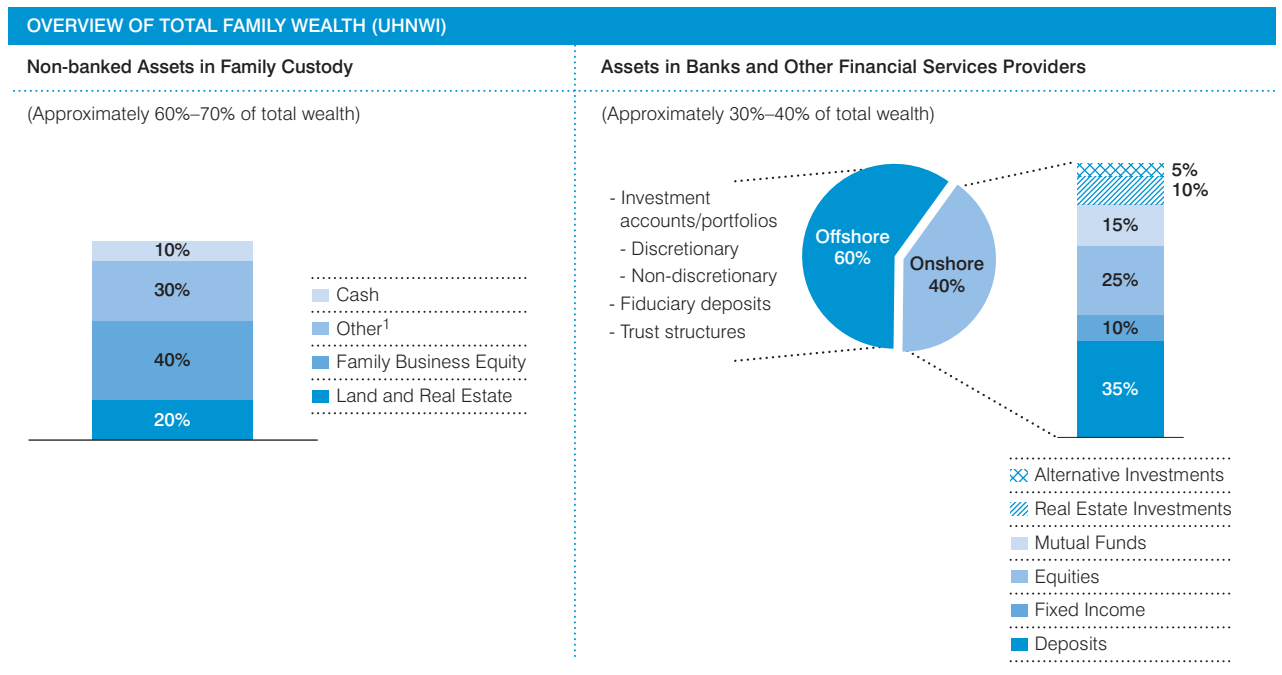 OVERVIEW OF TOTAL FAMILY WEALTH (UHNWI)
Non-banked Assets in Family Custody
(Approximately 60%–70% of total wealth)
10%
30%
40%
20%
Cash
Other1
Family Business Equity
Land and Real Estate
Assets in Banks and Other Financial Services Providers
(Approximately 30%–40% of total wealth)
- Investment
accounts/portfolios
- Discretionary
- Non-discretionary
- Fiduciary deposits
- Trust structures
Offshore
60%
Onshore
40%
5%
10%
15%
25%
10%
35%
Alternative Investments
Real Estate Investments
Mutual Funds
Equities
Fixed Income
Deposits